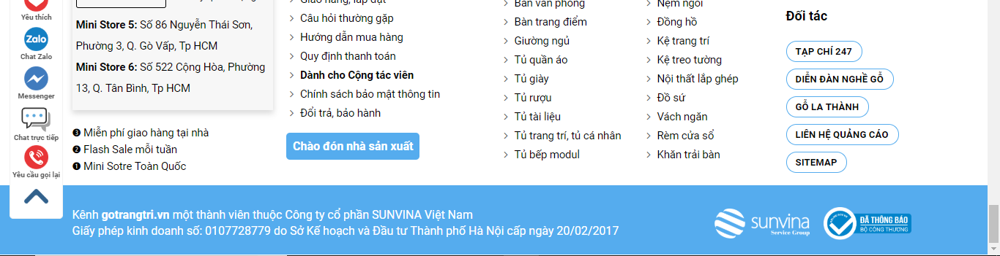 Yêu thích
Zalo
Chat Zalo
Messenger
Chat trực tiếp
Yêu cầu gọi lại
Mini Store 5: Số 86 Nguyễn Thái Sơn,
Phường 3, Q. Gò Vấp, Tp HCM
Mini Store 6: Số 522 Cộng Hòa, Phường
13, Q. Tân Bình, Tp HCM
❸ Miễn phí giao hàng tại nhà
❷ Flash Sale mỗi tuần
❶ Mini Sotre Toàn Quốc
Giao hàng, lắp đặt
Câu hỏi thường gặp
Hướng dẫn mua hàng
Quy định thanh toán
Dành cho Cộng tác viên
Chính sách bảo mật thông tin
Đổi trả, bảo hành
Chào đón nhà sản xuất
Bàn văn phòng
Bàn trang điểm
Giường ngủ
Tủ quần áo
Tủ giày
Tủ rượu
Tủ tài liệu
Tủ trang trí, tủ cá nhân
Tủ bếp modul
Nệm ngồi
Đồng hồ
Kệ trang trí
Kệ treo tường
Nội thất lắp ghép
Đồ sứ
Vách ngăn
Rèm cửa sổ
Khăn trải bàn
Đối tác
TẠP CHÍ 247
DIỄN ĐÀN NGHỀ GỖ
GỖ LA THÀNH
LIÊN HỆ QUẢNG CÁO
SITEMAP
Kênh gotrangtri.vn một thành viên thuộc Công ty cổ phần SUNVINA Việt Nam
Giấy phép kinh doanh số: 0107728779 do Sở Kế hoạch và Đầu tư Thành phố Hà Nội cấp ngày 20/02/2017
sunvina
Service Group
ĐÃ THÔNG BÁO
BỘ CÔNG THƯƠNG